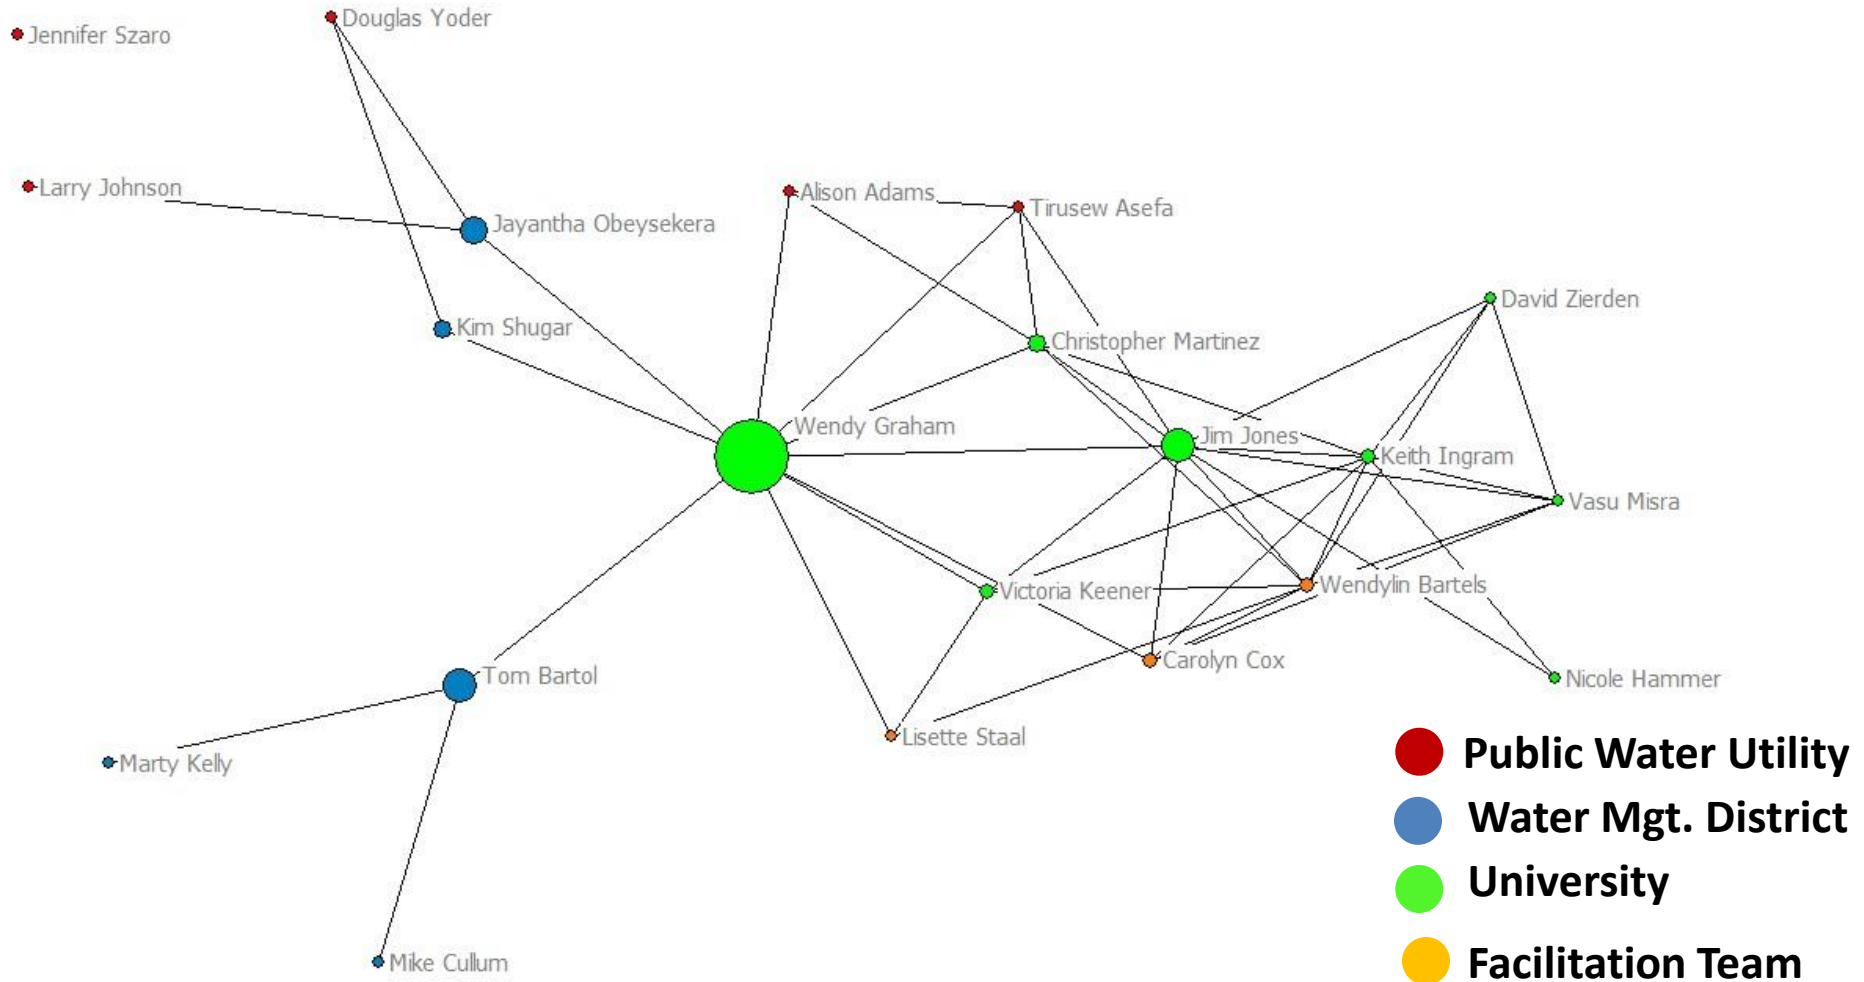 Douglas Yoder
Jennifer Szaro
Larry Johnson
Alison Adams
Tirusew Asefa
Jayantha Obeysekera
David Zierden
Kim Shugar
Christopher Martinez
Wendy Graham
Jim Jones
Keith Ingram
Vasu Misra
Victoria Keener
Wendylin Bartels
Carolyn Cox
Tom Bartol
Nicole Hammer
Lisette Staal
Marty Kelly
Mike Cullum
Public Water Utility
Water Mgt. District
University
Facilitation Team